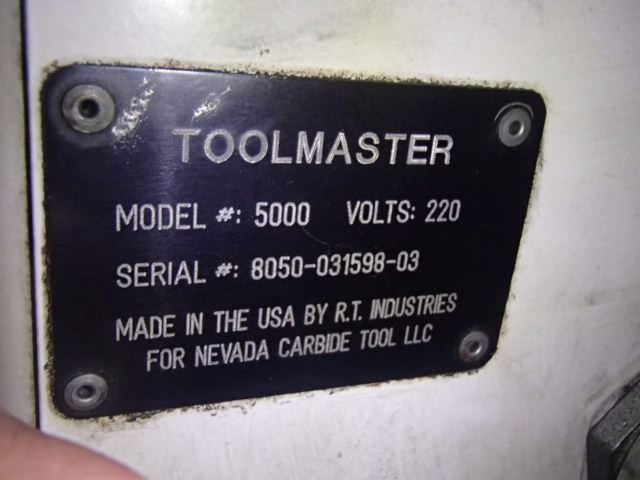 TOOLMASTER
MODEL #: 5000 VOLTS: 220
SERIAL #: 8050-031598-03
MADE IN THE USA BY R.T. INDUSTRIES
FOR NEVADA CARBIDE TOOL LLC